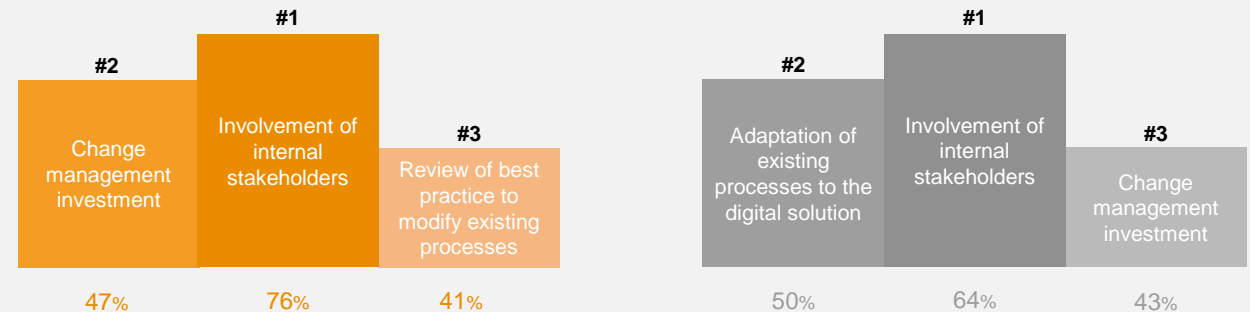 #1
#2
#3
Change
management
investment
Involvement of
internal
stakeholders
Review of best
practice to
modify existing
processes
47%
76%
41%
#1
#2
#3
Adaptation of
existing
processes to the
digital solution
Involvement of
internal
stakeholders
Change
management
investment
50%
64%
43%